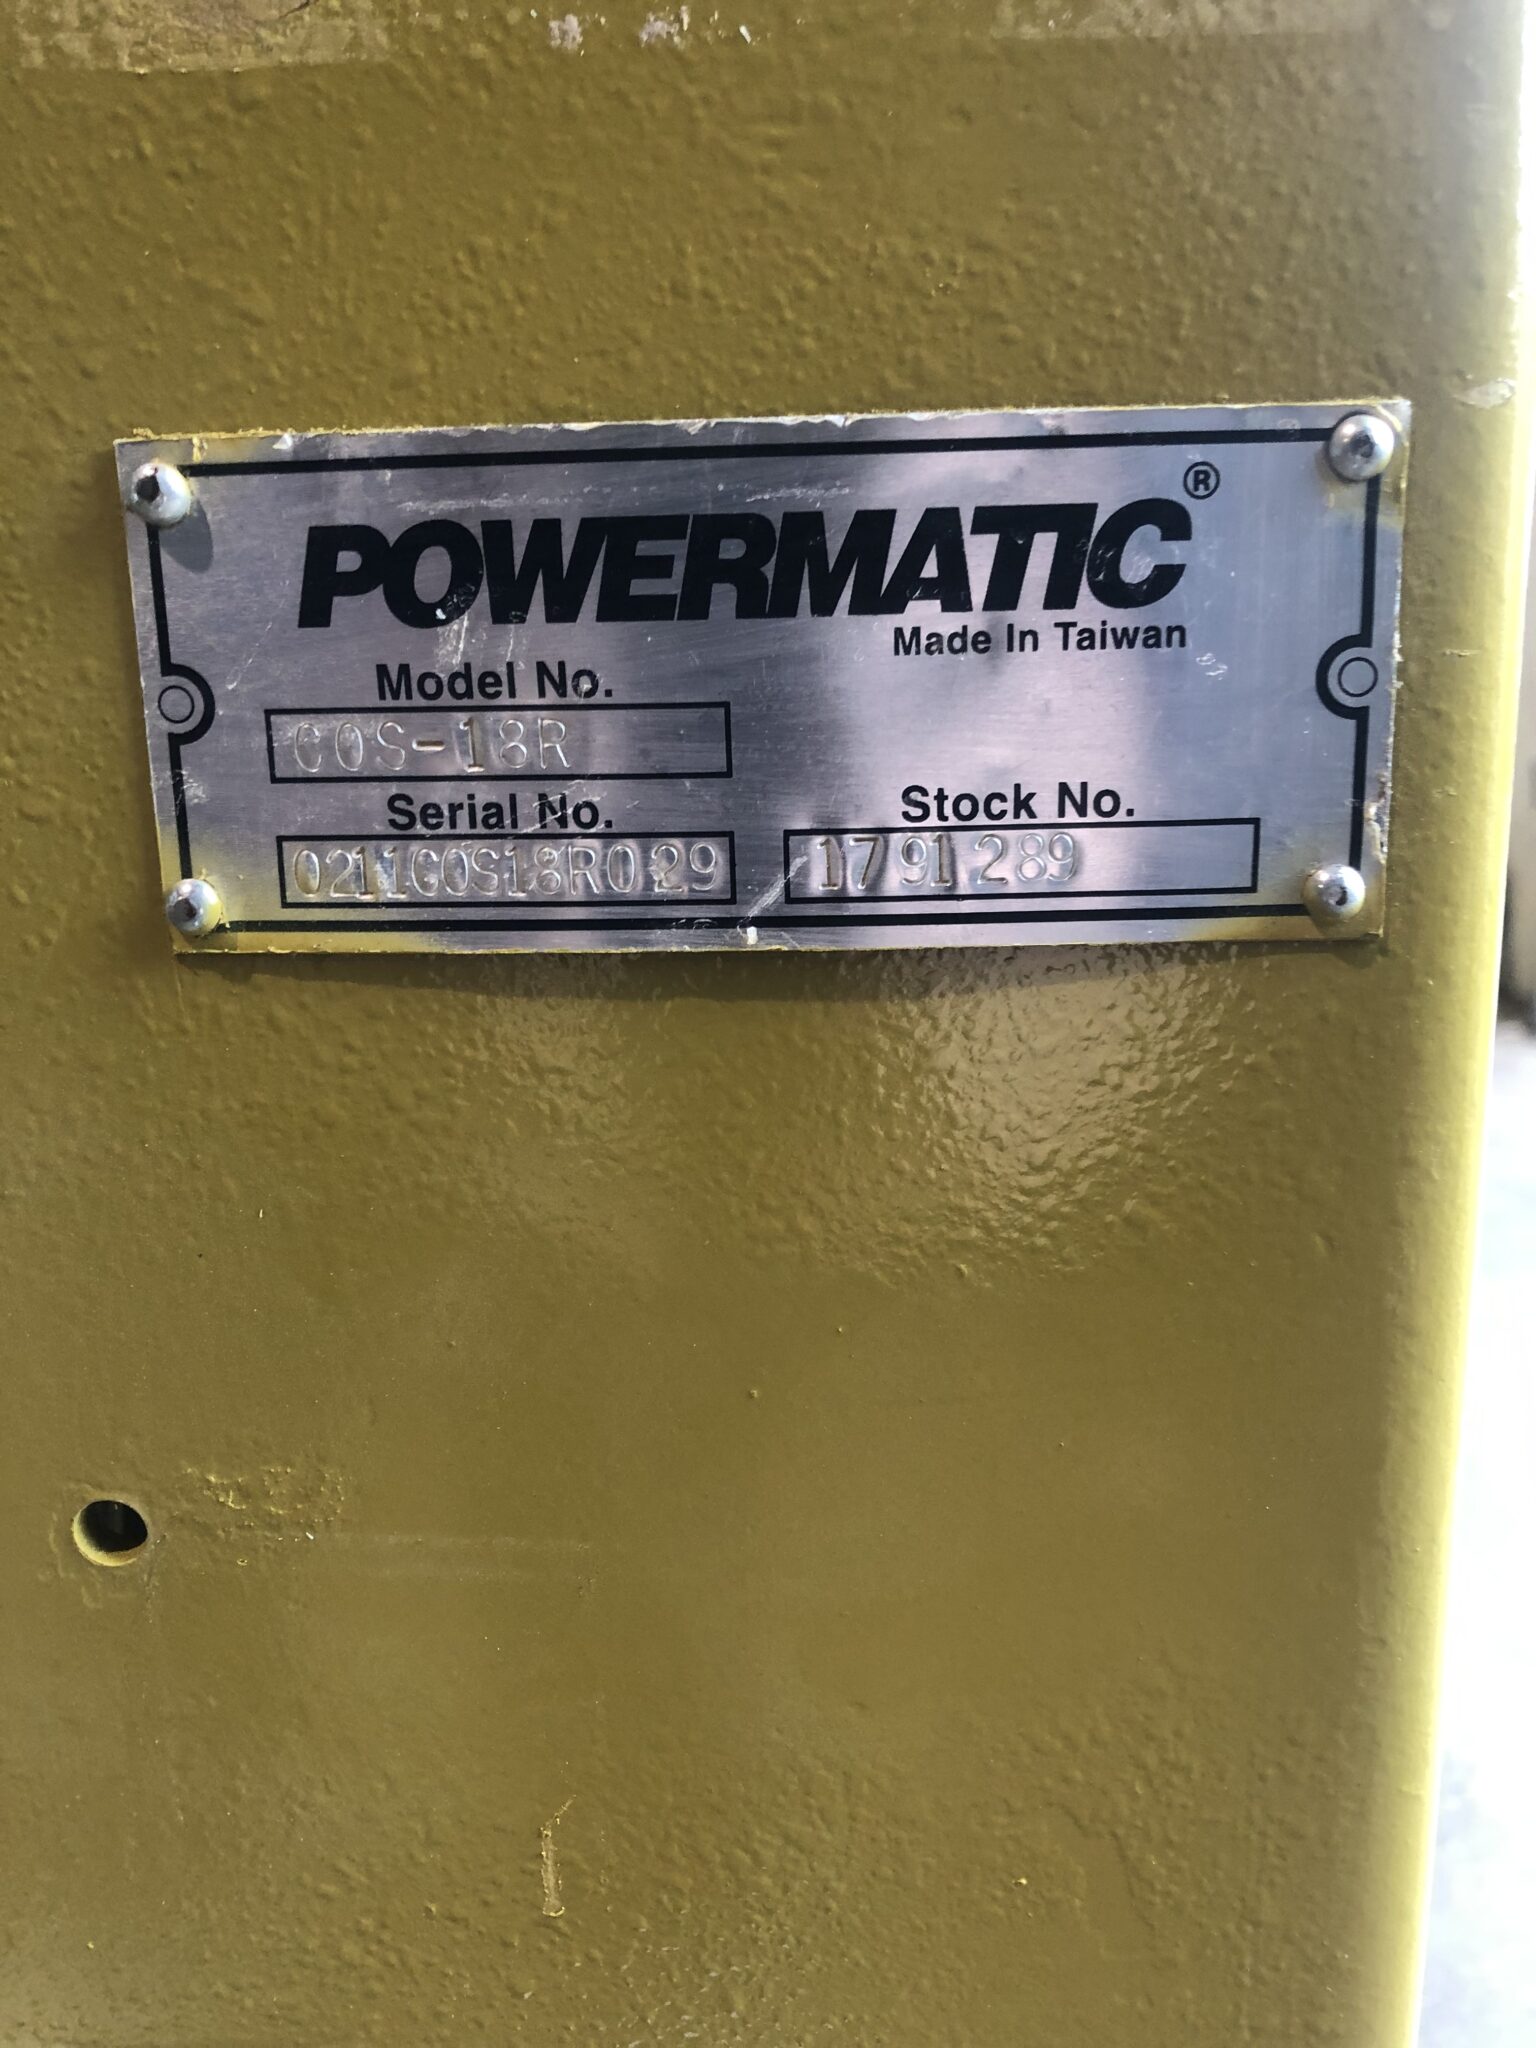 POWERMATIC®
Made In Taiwan
Model No.
COS-18R
Serial No.
0211COS18R029
Stock No.
1791289